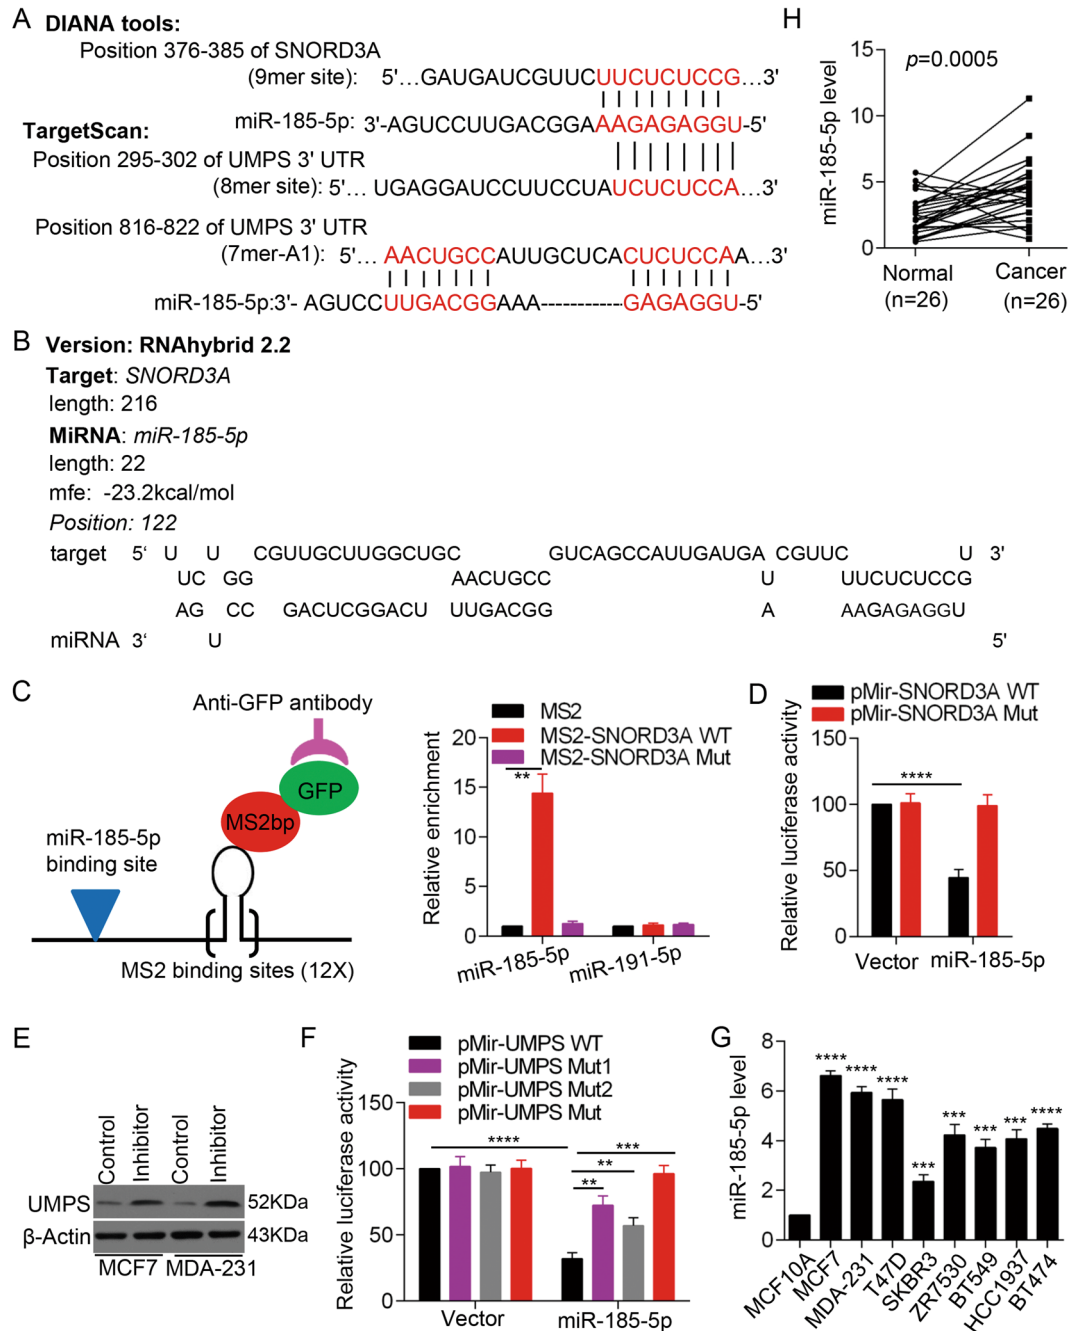 A DIANA tools:
Position 376-385 of SNORD3A
(9mer site): 5'...GAUGAUCGUUCUUCUCUCCG...3'
miR-185-5p: 3'-AGUCCUUGACGGAAAGAGAGGU-5'
TargetScan:
Position 295-302 of UMPS 3' UTR
(8mer site): 5'... UGAGGAUCCUUCCUAUCUCUCCA...3'
Position 816-822 of UMPS 3' UTR
(7mer-A1): 5'... AACUGCCAUUGCUCACUCUCCAA...3'
miR-185-5p:3'- AGUCCUUGACGGAAA-----------GAGAGGU-5'
B Version: RNAhybrid 2.2
Target: SNORD3A
length: 216
MiRNA: miR-185-5p
length: 22
mfe: -23.2kcal/mol
Position: 122
target 5' U U CGUUGCUUGGCUGC GUCAGCCAUUGAUGA CGUUC U 3'
UC GG AACUGCC U UUCUCUCCG
AG CC GACUCGGACU UUGACGG A AAGAGAGGU
miRNA 3' U 5'
C
Anti-GFP antibody
GFP
MS2bp
miR-185-5p
binding site
MS2 binding sites (12X)
MS2
MS2-SNORD3A WT
MS2-SNORD3A Mut
Relative enrichment
20
15
10
5
0
**
miR-185-5p
miR-191-5p
D
pMir-SNORD3A WT
pMir-SNORD3A Mut
Relative luciferase activity
150
100
50
0
****
Vector
miR-185-5p
E
Control
Inhibitor
Control
Inhibitor
UMPS 52KDa
β-Actin 43KDa
MCF7 MDA-231
F
pMir-UMPS WT
pMir-UMPS Mut1
pMir-UMPS Mut2
pMir-UMPS Mut
Relative luciferase activity
150
100
50
0
****
***
**
**
Vector
miR-185-5p
G
miR-185-5p level
8
6
4
2
0
****
****
****
***
***
***
***
****
MCF10A
MCF7
MDA-231
T47D
SKBR3
ZR7530
BT549
HCC1937
BT474
H
miR-185-5p level
15
10
5
0
p=0.0005
Normal
(n=26)
Cancer
(n=26)